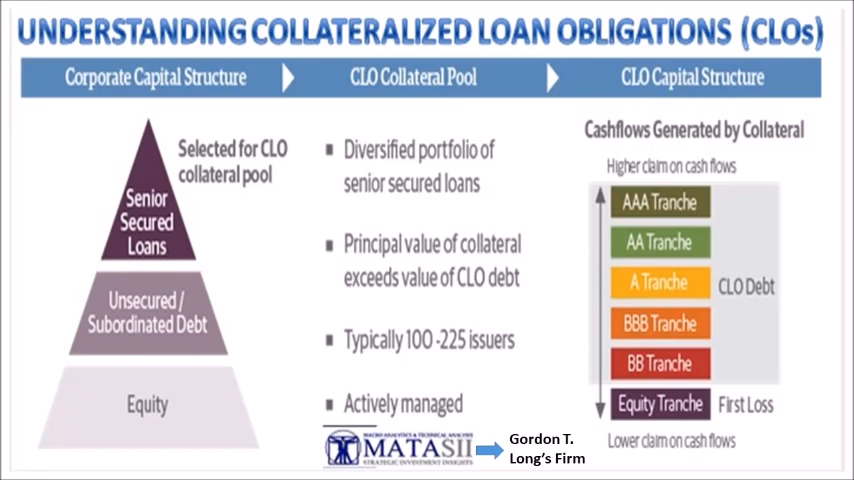 UNDERSTANDING COLLATERALIZED LOAN OBLIGATIONS (CLOs)
Corporate Capital Structure
CLO Collateral Pool
CLO Capital Structure
Selected for CLO
collateral pool
Senior
Secured
Loans
Unsecured /
Subordinated Debt
Equity
Diversified portfolio of
senior secured loans
Principal value of collateral
exceeds value of CLO debt
Typically 100 -225 issuers
Actively managed
Cashflows Generated by Collateral
Higher claim on cash flows
AAA Tranche
AA Tranche
A Tranche
BBB Tranche
BB Tranche
CLO Debt
Equity Tranche
First Loss
Lower claim on cash flows
MACRO ANALYTICS & TECHNICAL ANALYSIS
MATASII
STRATEGIC INVESTMENT INSIGHTS
Gordon T.
Long's Firm